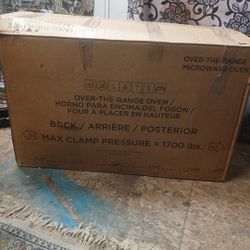 OVER-THE-RANGE
MICROWAVE OVEN
OVER-THE-RANGE OVEN /
HORNO PARA ENCIMA DEL FOGÓN /
FOUR À PLACER EN HAUTEUR
BACK / ARRIÈRE / POSTERIOR
MAX CLAMP PRESSURE = 1700 lbs.